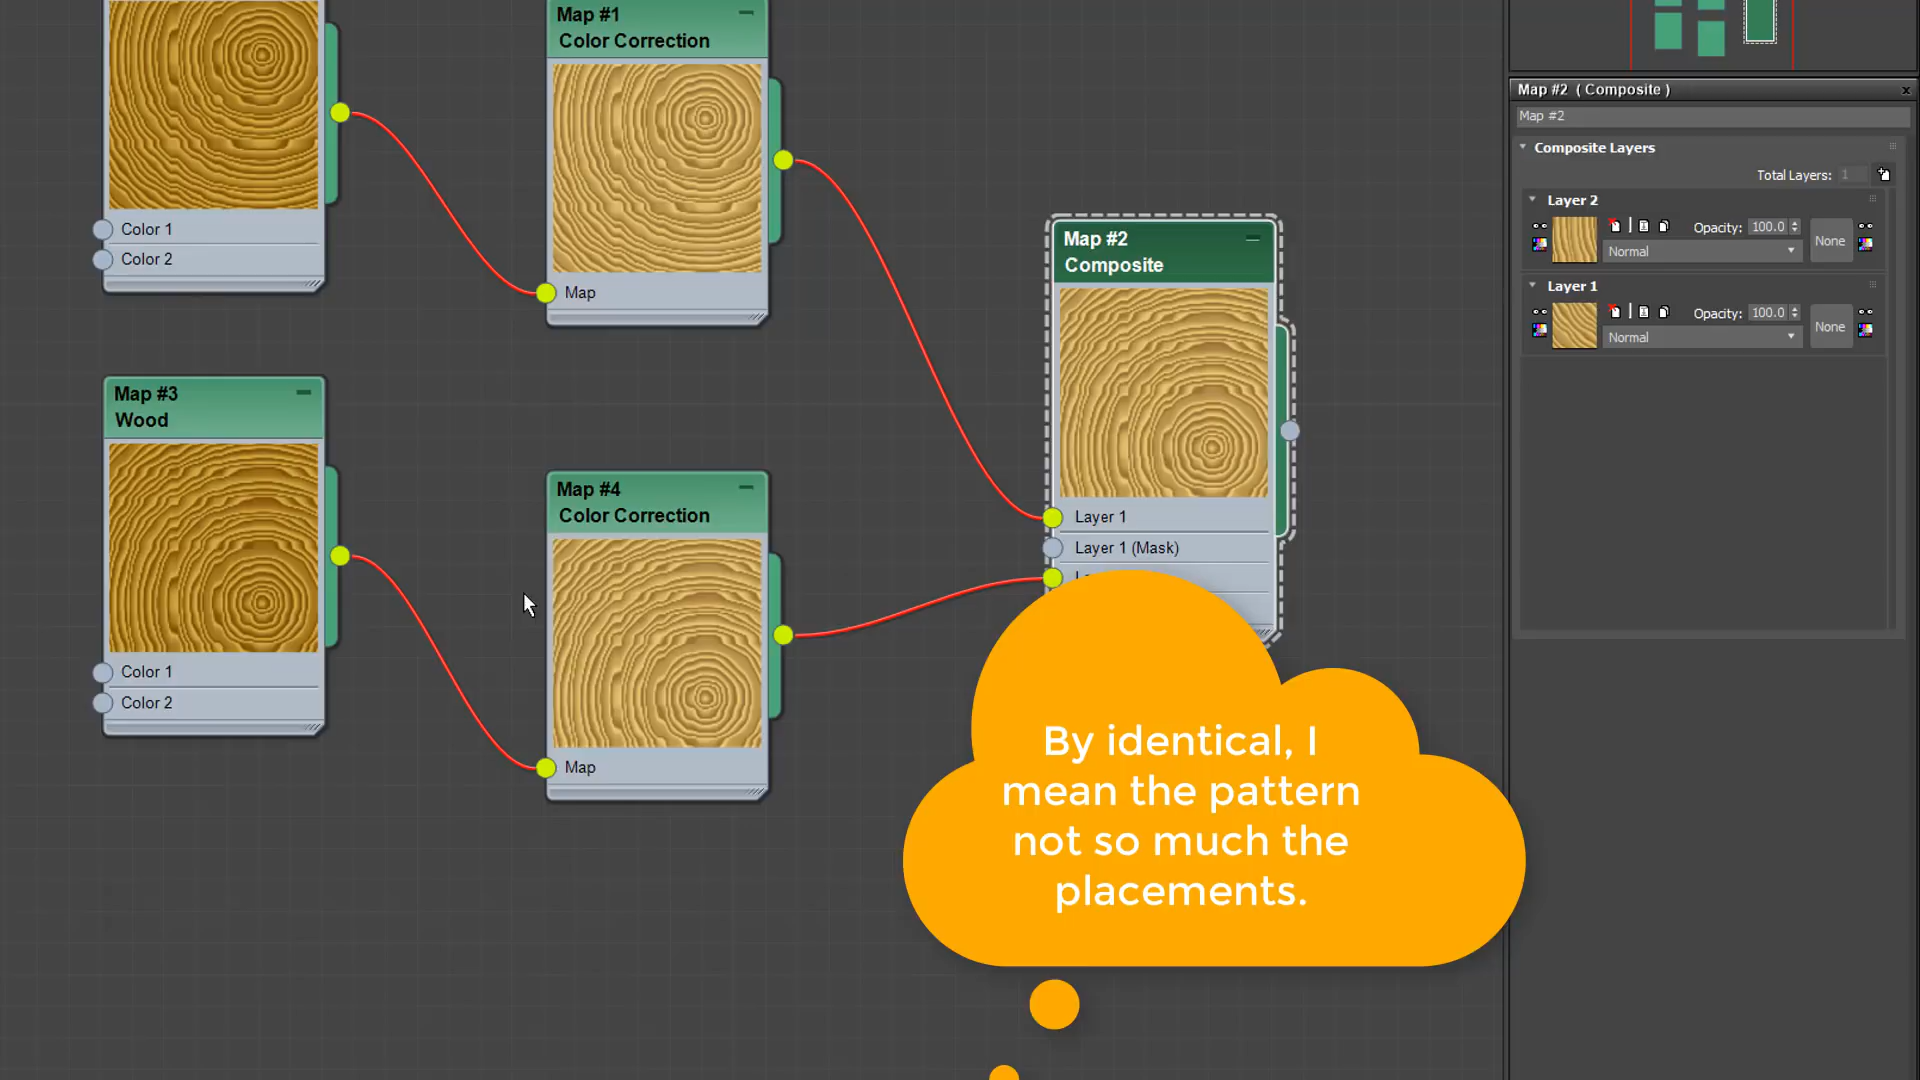 Map #1
Color Correction
Map
Color 1
Color 2
Map #3
Wood
Color 1
Color 2
Map #4
Color Correction
Map
Map #2
Composite
Layer 1
Layer 1 (Mask)
By identical, I
mean the pattern
not so much the
placements.
Map #2 ( Composite )
x
Map #2
Composite Layers
Total Layers: 1
Layer 2
Opacity: 100.0
None
Normal
Layer 1
Opacity: 100.0
None
Normal